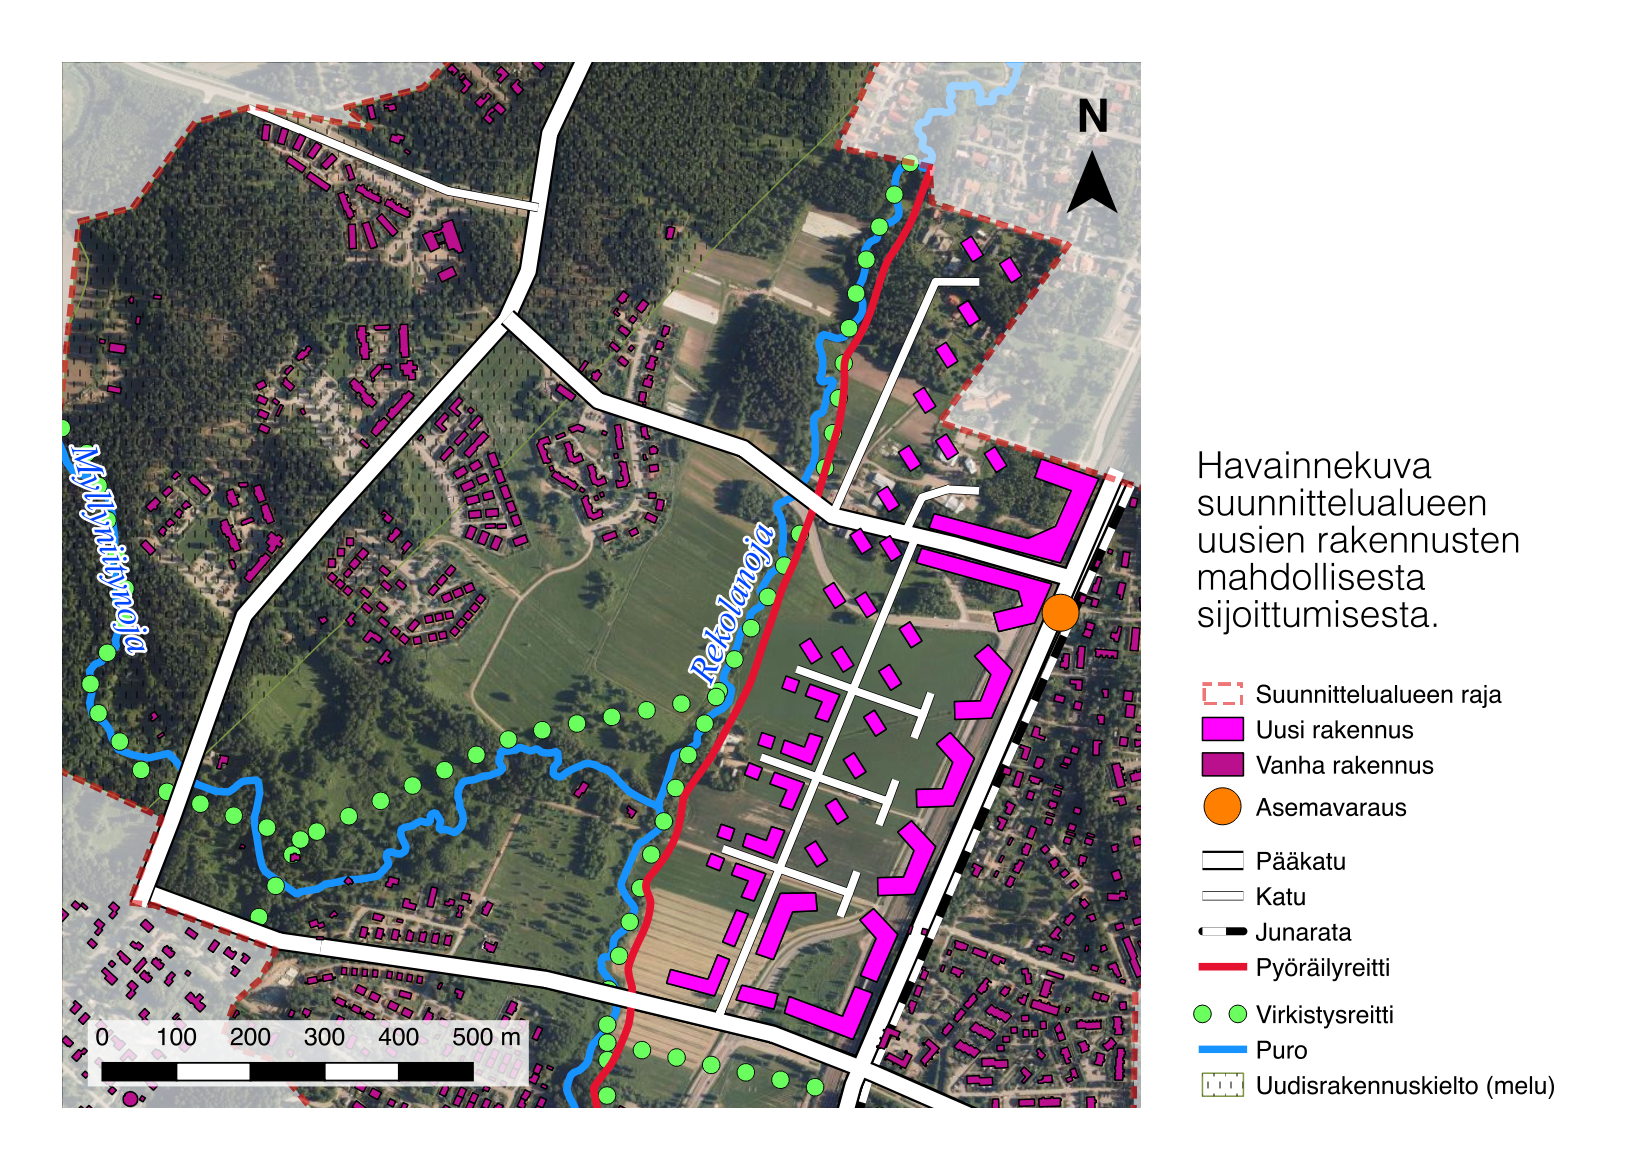 N
Myllyniitynoja
Rekolanoja
0 100 200 300 400 500 m
Havainnekuva
suunnittelualueen
uusien rakennusten
mahdollisesta
sijoittumisesta.
Suunnittelualueen raja
Uusi rakennus
Vanha rakennus
Asemavaraus
Pääkatu
Katu
Junarata
Pyöräilyreitti
Virkistysreitti
Puro
Uudisrakennuskielto (melu)